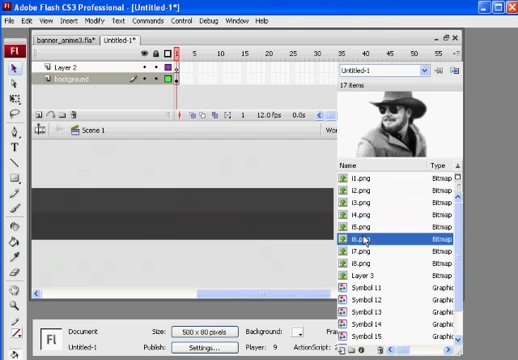 Adobe Flash CS3 Professional - [Untitled-1*]
File Edit View Insert Modify Text Commands Control Debug Window Help
Fl
banner_anime3.fla* Untitled-1*
1 5 10 15 20 25 30 35 40 45 50 55
Layer 2
background
1 12.0 fps 0.0s
Scene 1
Untitled-1
17 items
Name Type
i1.png Bitmap
i2.png Bitmap
i3.png Bitmap
i4.png Bitmap
i5.png Bitmap
i6.png Bitmap
i7.png Bitmap
i8.png Bitmap
Layer 3
Symbol 11 Graphic
Symbol 12 Graphic
Symbol 13 Graphic
Symbol 14 Graphic
Symbol 15 Graphic
Fl Document Size: 500 x 80 pixels Background:
Untitled-1 Publish: Settings... Player: 9